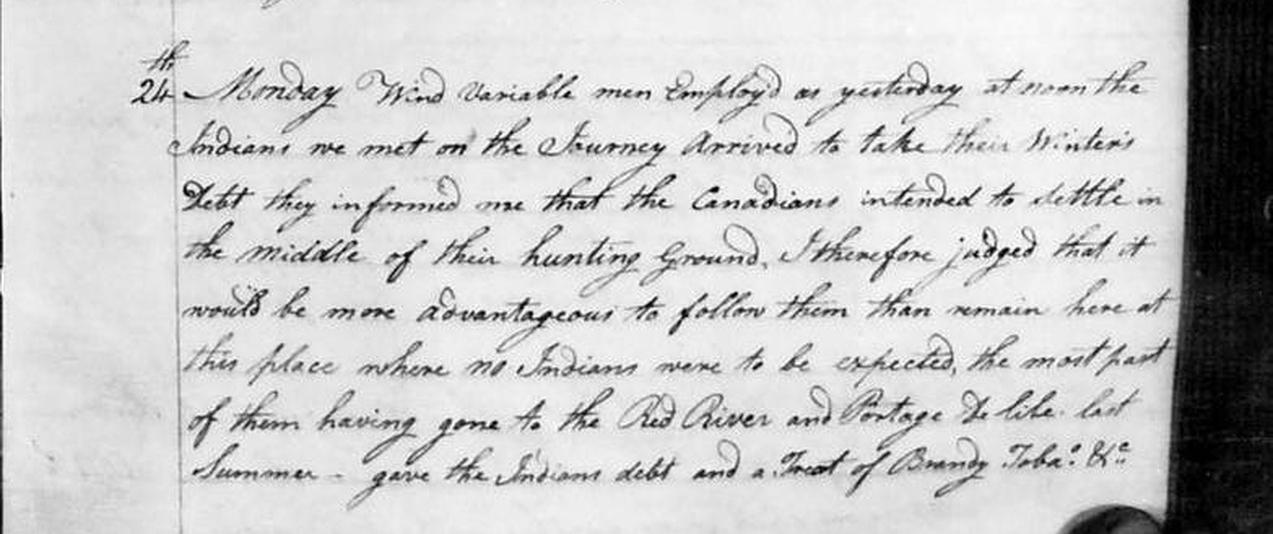 24th Monday Wind Variable men Employ'd as yesterday at noon the
Indians we met on the Journey Arrived to take their Winters
Debt they informed me that the Canadians intended to settle in
the middle of their hunting Ground, I therefore judged that it
would be more advantageous to follow them than remain here at
this place where no Indians were to be expected, the most part
of them having gone to the Red River and Portage De lile last
Summer - gave the Indians debt and a Treat of Brandy Toba.o &c